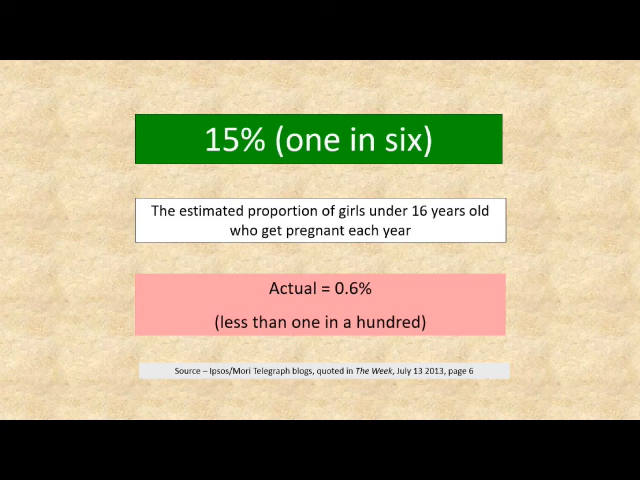 15% (one in six)
The estimated proportion of girls under 16 years old
who get pregnant each year
Actual = 0.6%
(less than one in a hundred)
Source – Ipsos/Mori Telegraph blogs, quoted in The Week, July 13 2013, page 6